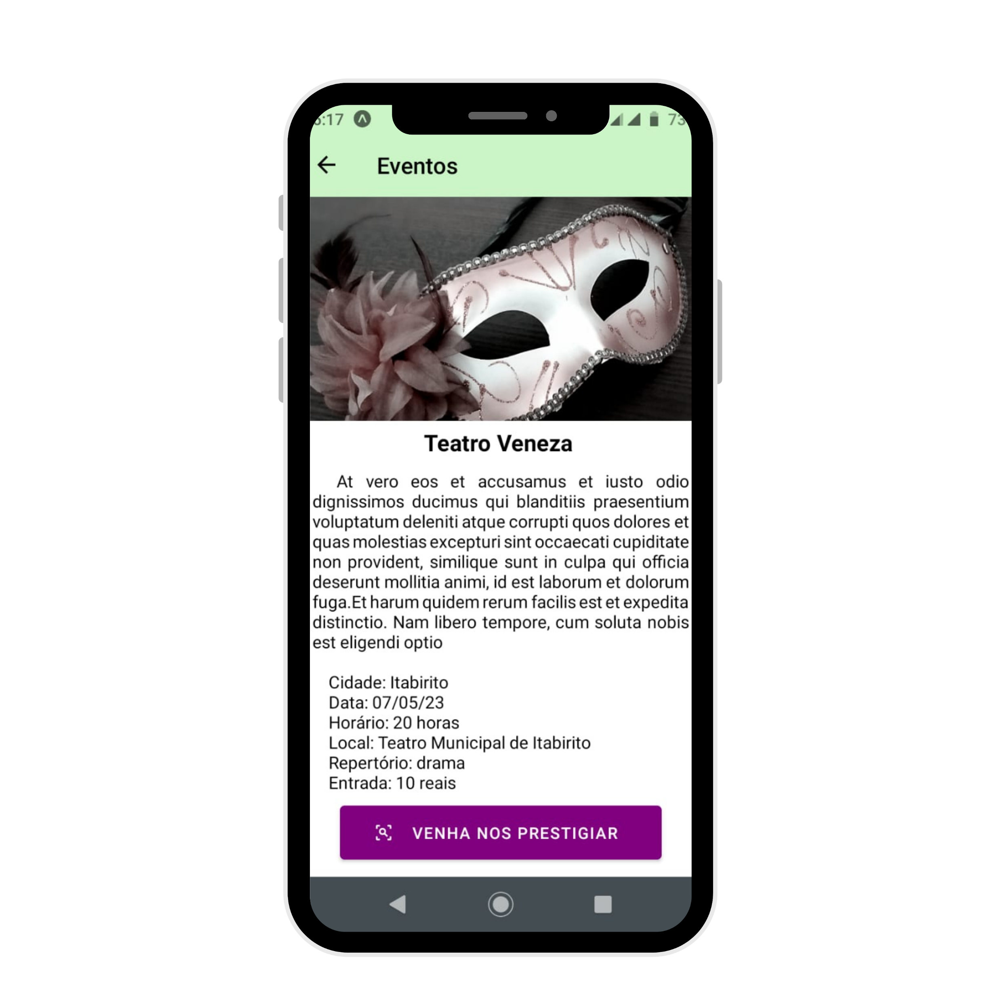 :17 73
Eventos
Teatro Veneza
At vero eos et accusamus et iusto odio
dignissimos ducimus qui blanditiis praesentium
voluptatum deleniti atque corrupti quos dolores et
quas molestias excepturi sint occaecati cupiditate
non provident, similique sunt in culpa qui officia
deserunt mollitia animi, id est laborum et dolorum
fuga.Et harum quidem rerum facilis est et expedita
distinctio. Nam libero tempore, cum soluta nobis
est eligendi optio
Cidade: Itabirito
Data: 07/05/23
Horário: 20 horas
Local: Teatro Municipal de Itabirito
Repertório: drama
Entrada: 10 reais
VENHA NOS PRESTIGIAR